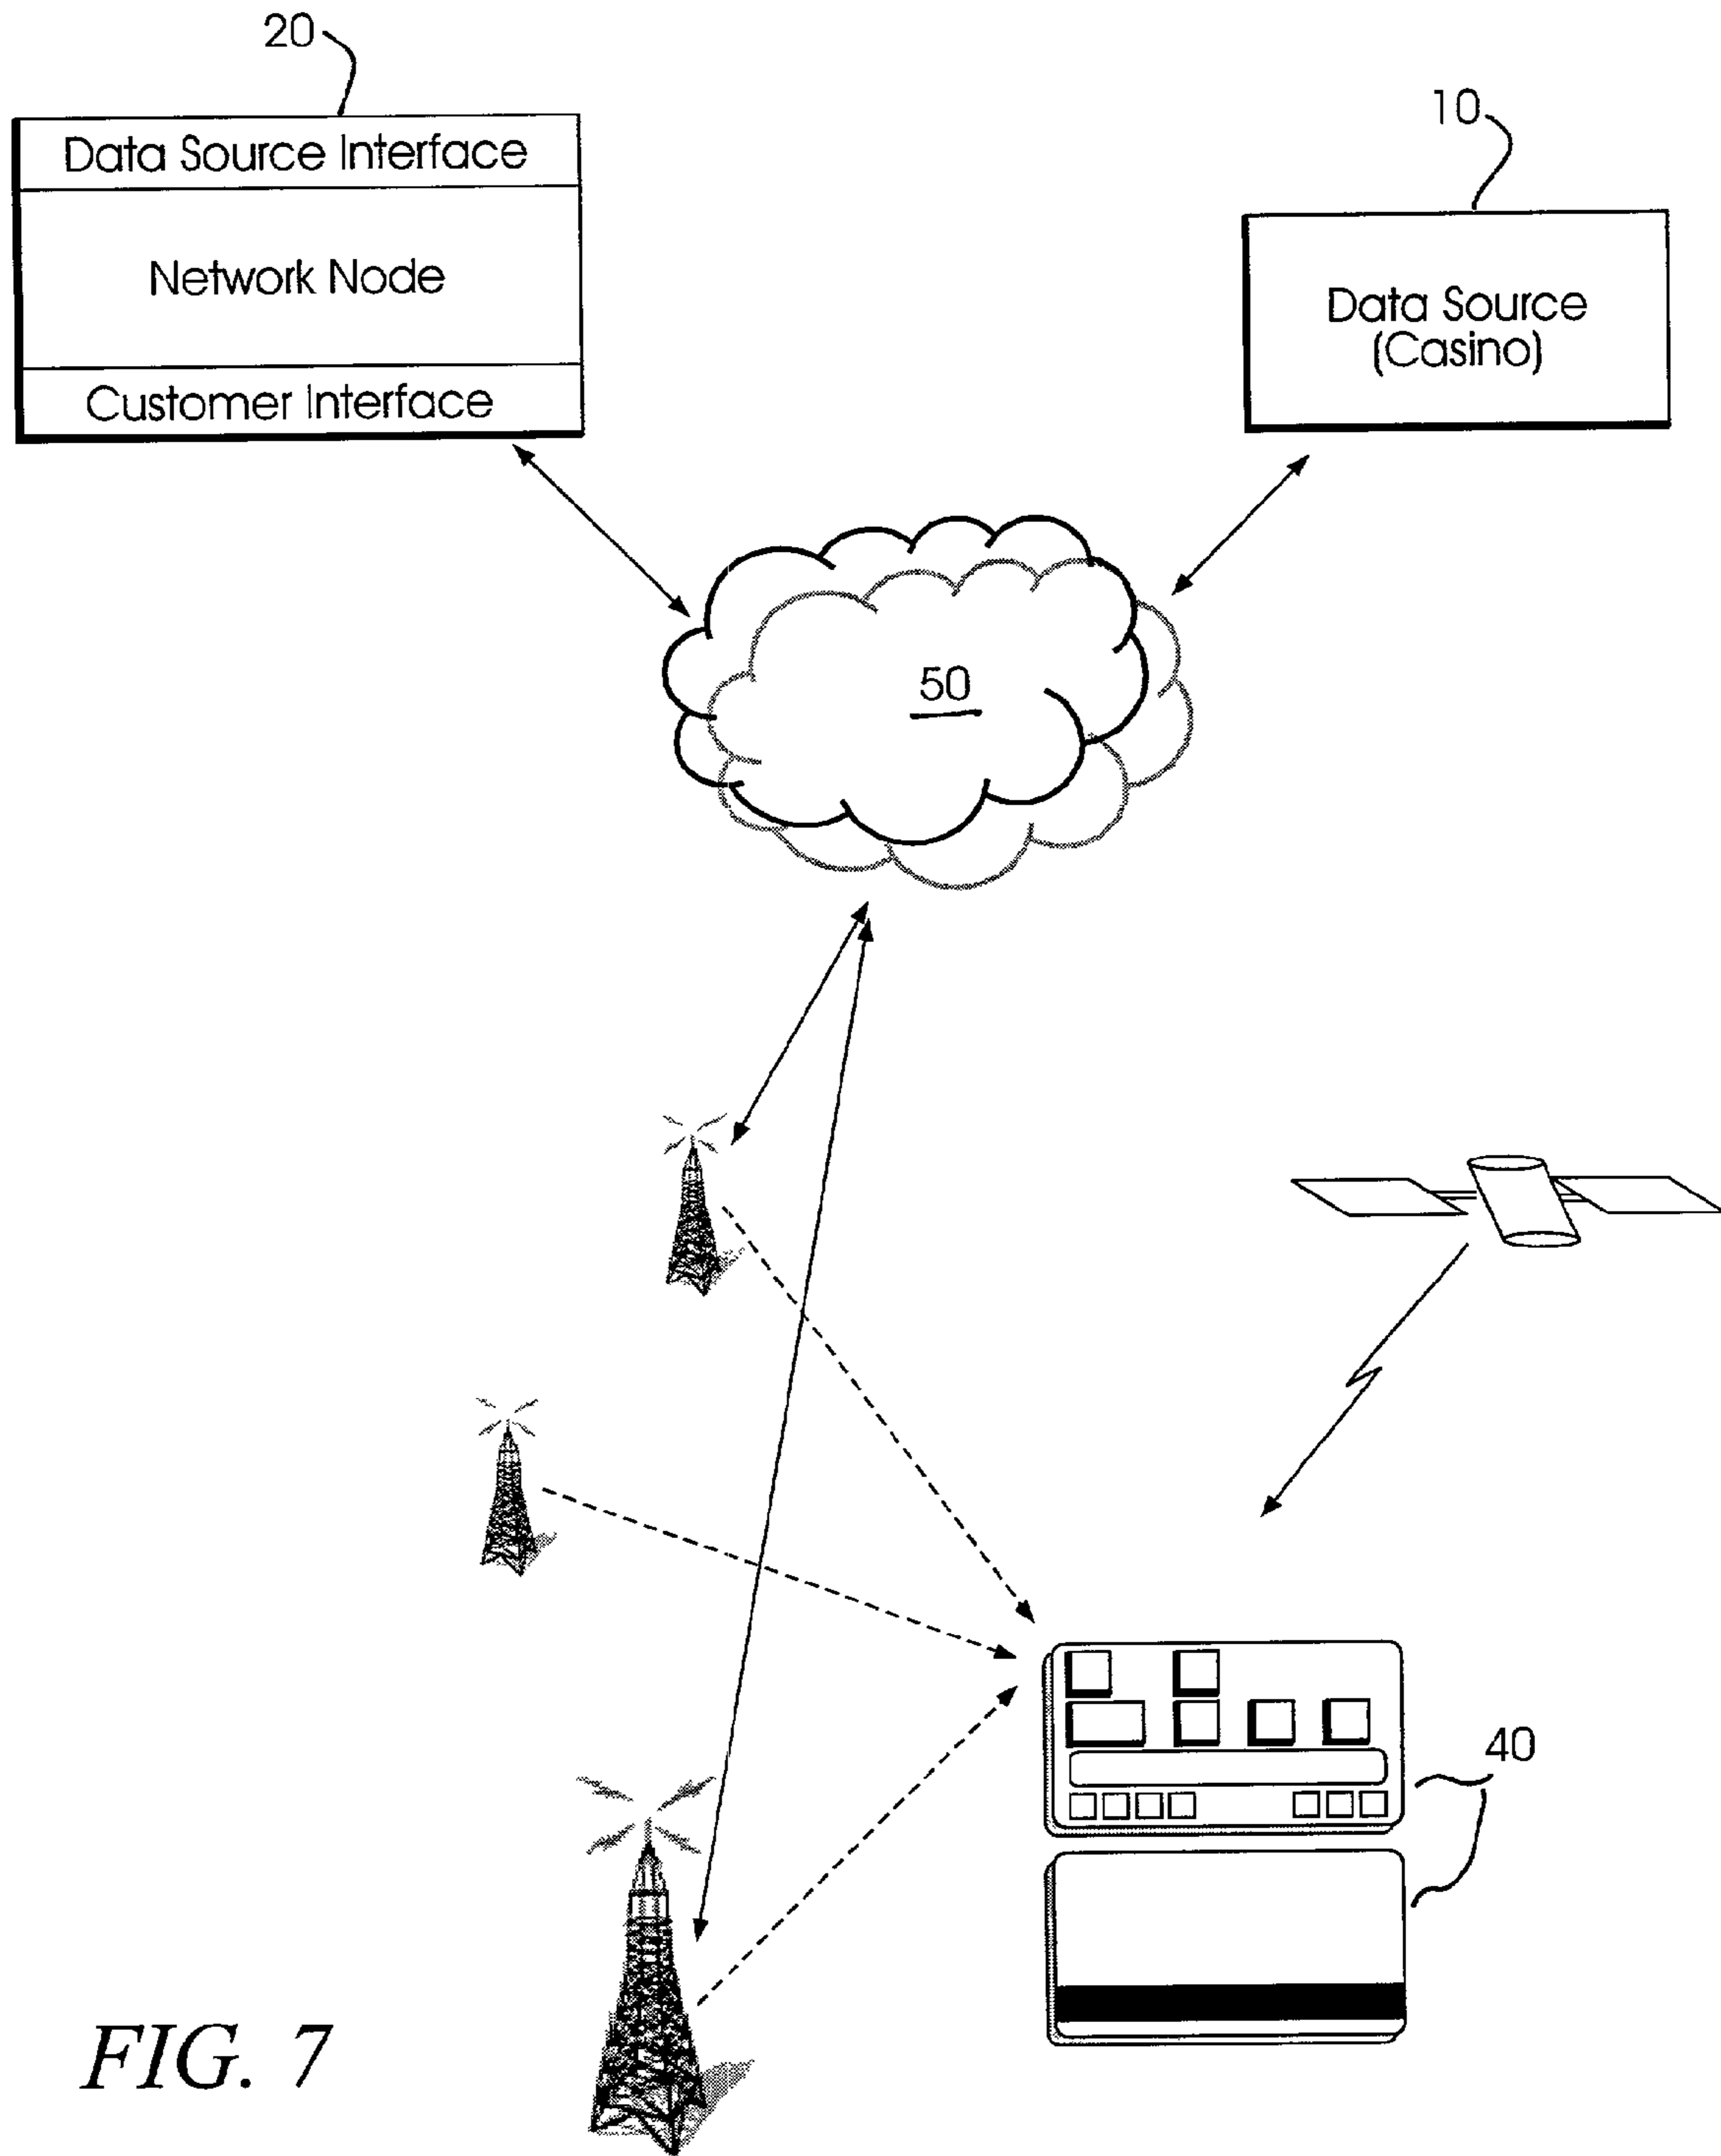 20
Data Source Interface
Network Node
Customer Interface
10
Data Source
(Casino)
50
40
FIG. 7